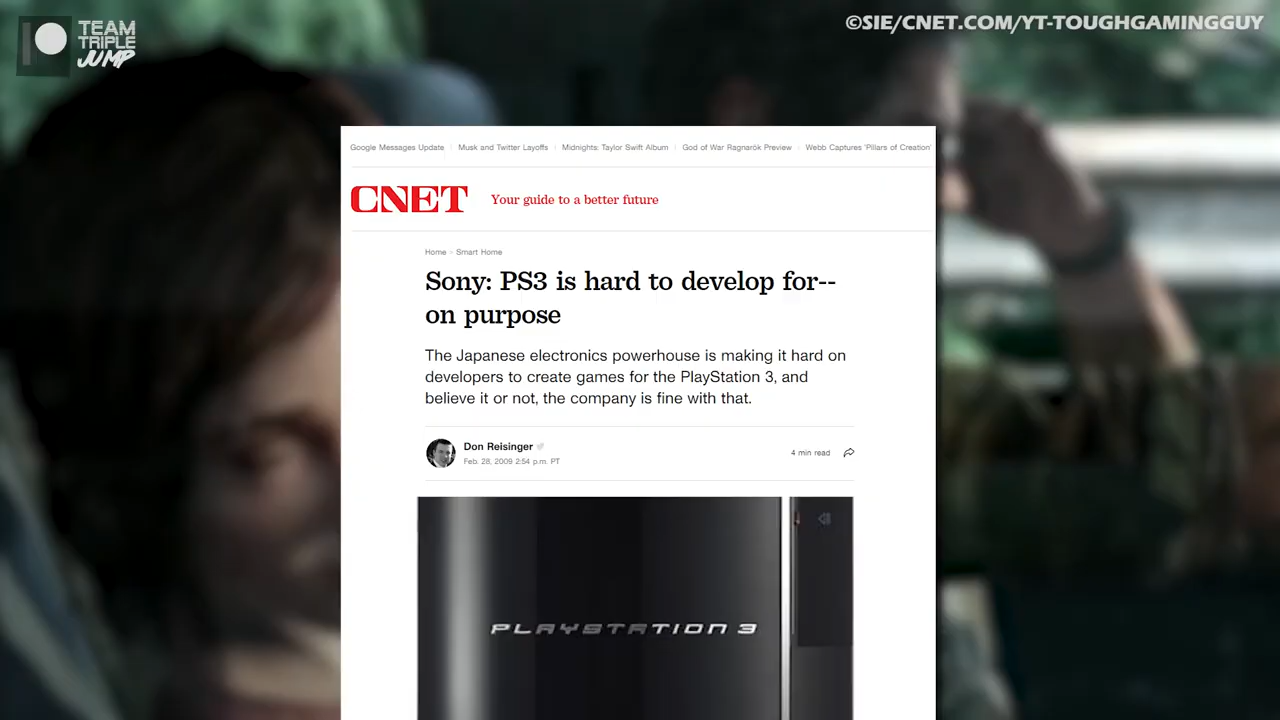 TEAM
TRIPLE
JUMP
©SIE/CNET.COM/YT-TOUGHGAMINGGUY
Google Messages Update
Musk and Twitter Layoffs
Midnights: Taylor Swift Album
God of War Ragnarök Preview
Webb Captures 'Pillars of Creation'
CNET
Your guide to a better future
Home > Smart Home
Sony: PS3 is hard to develop for--
on purpose
The Japanese electronics powerhouse is making it hard on
developers to create games for the PlayStation 3, and
believe it or not, the company is fine with that.
Don Reisinger
Feb. 28, 2009 2:54 p.m. PT
4 min read
PLAYSTATION 3